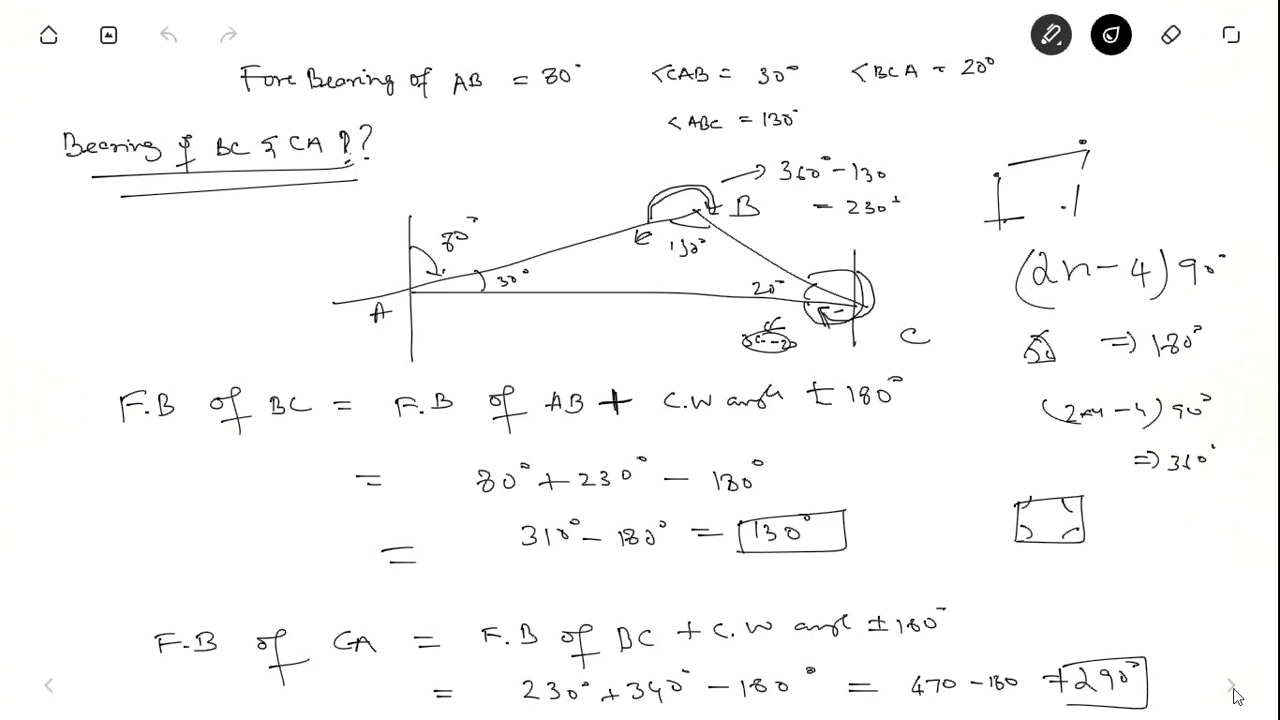 Fore Bearing of AB = 80° <CAB = 30° <BCA = 20°
<ABC = 130°
Bearing of BC & CA ??
360° - 130
= 230°
B
80°
130°
30°
20°
A
C
(2n - 4) 90°
=> 180°
(2×4 - 4) 90°
=> 360°
F.B of BC = F.B of AB + C.W angle ± 180°
= 80° + 230° - 180°
= 310° - 180° = 130°
F.B of CA = F.B of BC + C.W angle ± 180°
= 230° + 340° - 180° = 470 - 180 = 290°